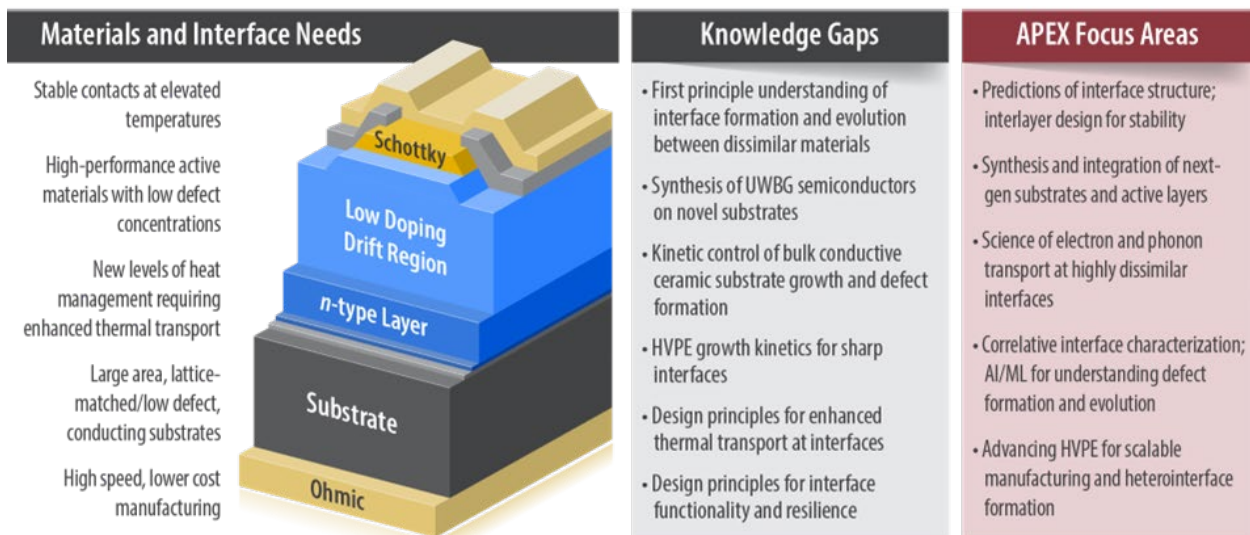 Materials and Interface Needs
Stable contacts at elevated
temperatures
High-performance active
materials with low defect
concentrations
New levels of heat
management requiring
enhanced thermal transport
Large area, lattice-
matched/low defect,
conducting substrates
High speed, lower cost
manufacturing
Schottky
Low Doping
Drift Region
n-type Layer
Substrate
Ohmic
Knowledge Gaps
• First principle understanding of
interface formation and evolution
between dissimilar materials
• Synthesis of UWBG semiconductors
on novel substrates
• Kinetic control of bulk conductive
ceramic substrate growth and defect
formation
• HVPE growth kinetics for sharp
interfaces
• Design principles for enhanced
thermal transport at interfaces
• Design principles for interface
functionality and resilience
APEX Focus Areas
• Predictions of interface structure;
interlayer design for stability
• Synthesis and integration of next-
gen substrates and active layers
• Science of electron and phonon
transport at highly dissimilar
interfaces
• Correlative interface characterization;
AI/ML for understanding defect
formation and evolution
• Advancing HVPE for scalable
manufacturing and heterointerface
formation